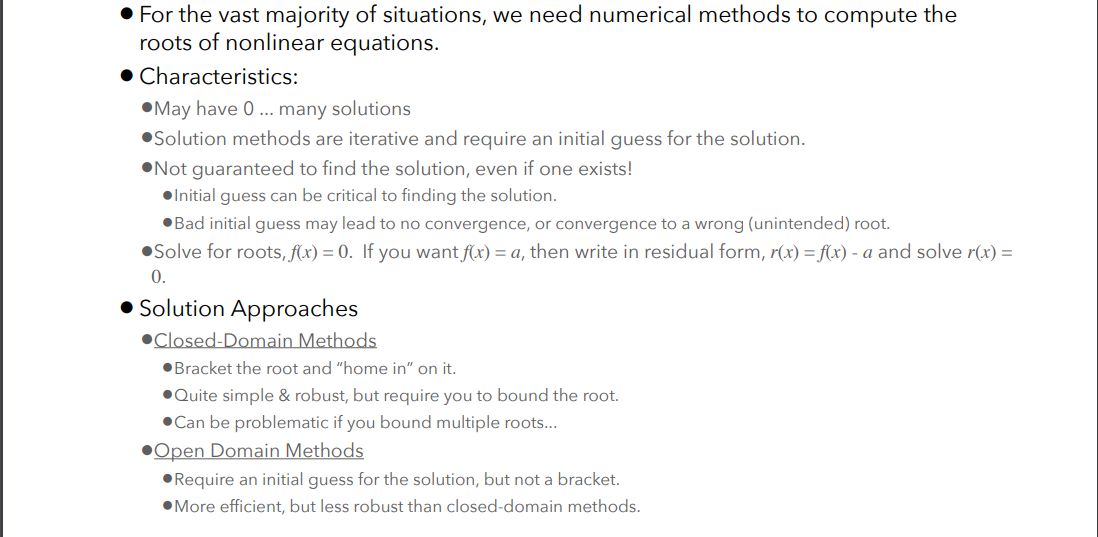 ● For the vast majority of situations, we need numerical methods to compute the
roots of nonlinear equations.
● Characteristics:
●May have 0 ... many solutions
●Solution methods are iterative and require an initial guess for the solution.
●Not guaranteed to find the solution, even if one exists!
●Initial guess can be critical to finding the solution.
●Bad initial guess may lead to no convergence, or convergence to a wrong (unintended) root.
●Solve for roots, f(x) = 0. If you want f(x) = a, then write in residual form, r(x) = f(x) - a and solve r(x) =
0.
● Solution Approaches
●Closed-Domain Methods
●Bracket the root and “home in” on it.
●Quite simple & robust, but require you to bound the root.
●Can be problematic if you bound multiple roots...
●Open Domain Methods
●Require an initial guess for the solution, but not a bracket.
●More efficient, but less robust than closed-domain methods.